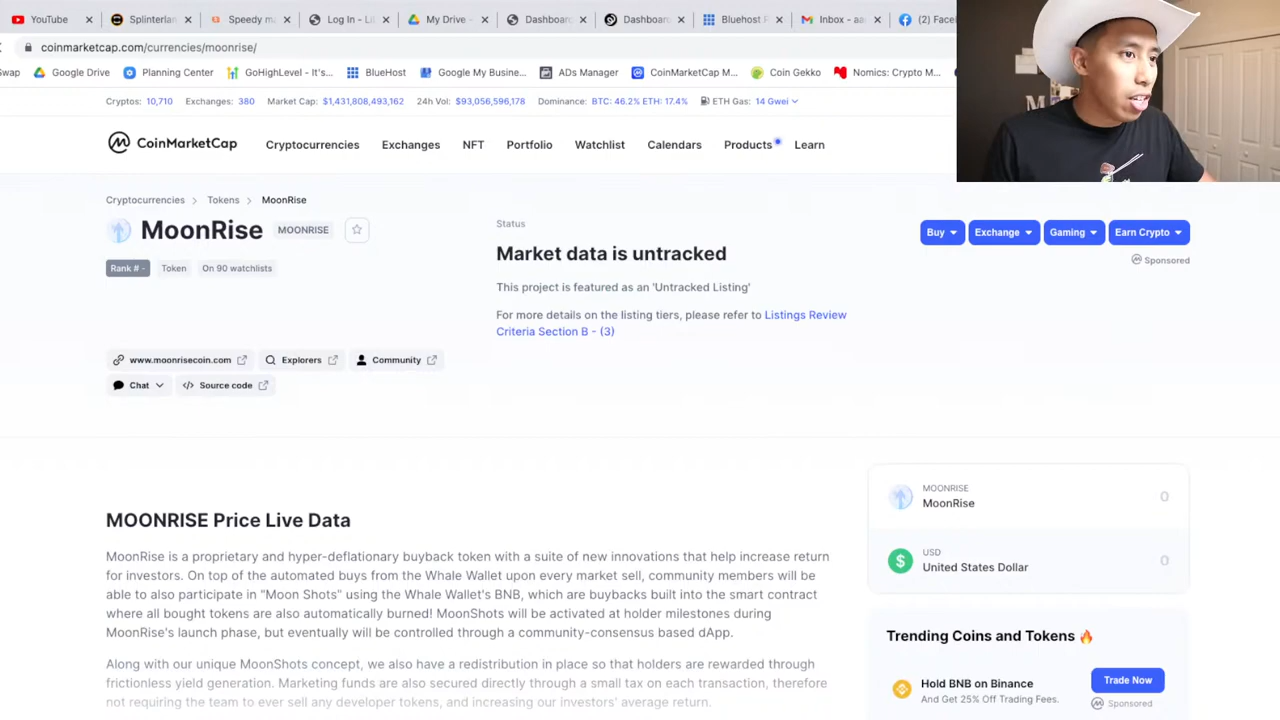 YouTube
Splinterlan
Speedy m
Log In - Li
My Drive -
Dashboar
Dashboar
Bluehost P
Inbox - aa
(2) Face
coinmarketcap.com/currencies/moonrise/
Swap
Google Drive
Planning Center
GoHighLevel - It's...
BlueHost
Google My Busine...
ADs Manager
CoinMarketCap M...
Coin Gekko
Nomics: Crypto M...
Cryptos: 10,710 Exchanges: 380 Market Cap: $1,431,808,493,162 24h Vol: $93,056,596,178 Dominance: BTC: 46.2% ETH: 17.4% ETH Gas: 14 Gwei
CoinMarketCap Cryptocurrencies Exchanges NFT Portfolio Watchlist Calendars Products Learn
Cryptocurrencies Tokens MoonRise
MoonRise MOONRISE
Rank # - Token On 90 watchlists
www.moonrisecoin.com Explorers Community
Chat Source code
Status
Market data is untracked
This project is featured as an 'Untracked Listing'
For more details on the listing tiers, please refer to Listings Review
Criteria Section B - (3)
Buy Exchange Gaming Earn Crypto
Sponsored
MOONRISE Price Live Data
MoonRise is a proprietary and hyper-deflationary buyback token with a suite of new innovations that help increase return
for investors. On top of the automated buys from the Whale Wallet upon every market sell, community members will be
able to also participate in “Moon Shots” using the Whale Wallet's BNB, which are buybacks built into the smart contract
where all bought tokens are also automatically burned! MoonShots will be activated at holder milestones during
MoonRise's launch phase, but eventually will be controlled through a community-consensus based dApp.
Along with our unique MoonShots concept, we also have a redistribution in place so that holders are rewarded through
frictionless yield generation. Marketing funds are also secured directly through a small tax on each transaction, therefore
not requiring the team to ever sell any developer tokens, and increasing our investors' average return.
MOONRISE
MoonRise 0
USD
United States Dollar 0
Trending Coins and Tokens 🔥
Hold BNB on Binance
And Get 25% Off Trading Fees.
Trade Now
Sponsored